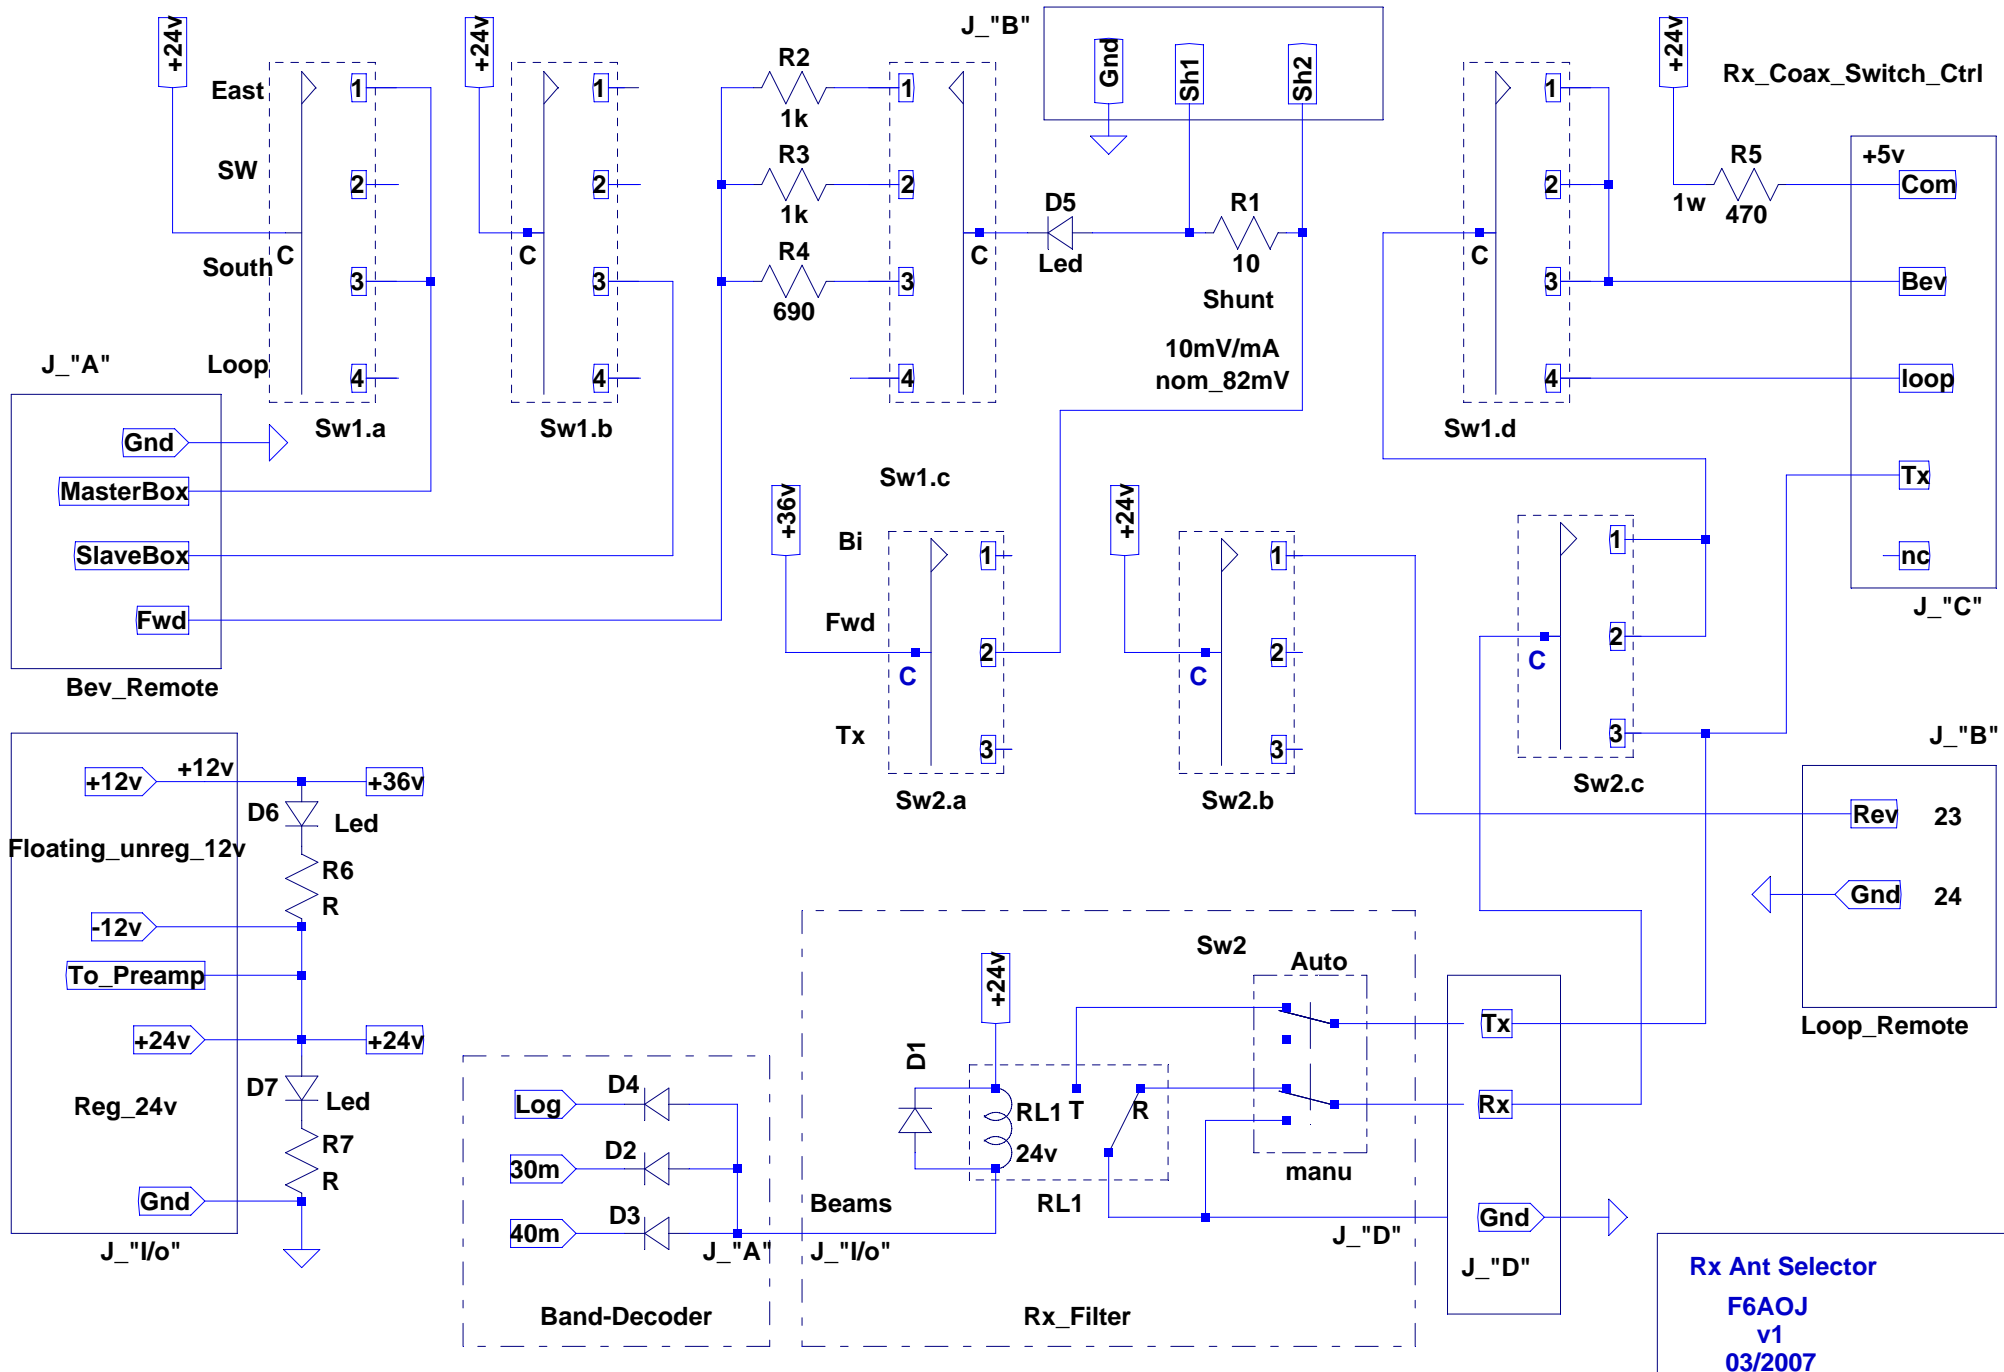 +24v
East
SW
South
Loop
1
2
3
4
C
Sw1.a
+24v
1
2
3
4
C
Sw1.b
R2
1k
R3
1k
R4
690
1
2
3
4
C
Sw1.c
J_"B"
Gnd
Sh1
Sh2
D5
Led
R1
10
Shunt
10mV/mA
nom_82mV
1
2
3
4
C
Sw1.d
+24v
Rx_Coax_Switch_Ctrl
R5
1w
470
+5v
Com
Bev
loop
Tx
nc
J_"C"
J_"A"
Gnd
MasterBox
SlaveBox
Fwd
Bev_Remote
+36v
Bi
Fwd
Tx
1
2
3
C
Sw2.a
+24v
1
2
3
C
Sw2.b
1
2
3
C
Sw2.c
J_"B"
Rev 23
Gnd 24
Loop_Remote
+12v
+12v
+36v
D6
Led
Floating_unreg_12v
R6
R
-12v
To_Preamp
+24v
+24v
D7
Led
Reg_24v
R7
R
Gnd
J_"I/o"
D4
Log
D2
30m
D3
40m
J_"A"
Band-Decoder
Beams
J_"I/o"
+24v
D1
RL1
24v
T
R
RL1
Sw2
Auto
manu
J_"D"
Rx_Filter
Tx
Rx
Gnd
J_"D"
Rx Ant Selector
F6AOJ
v1
03/2007